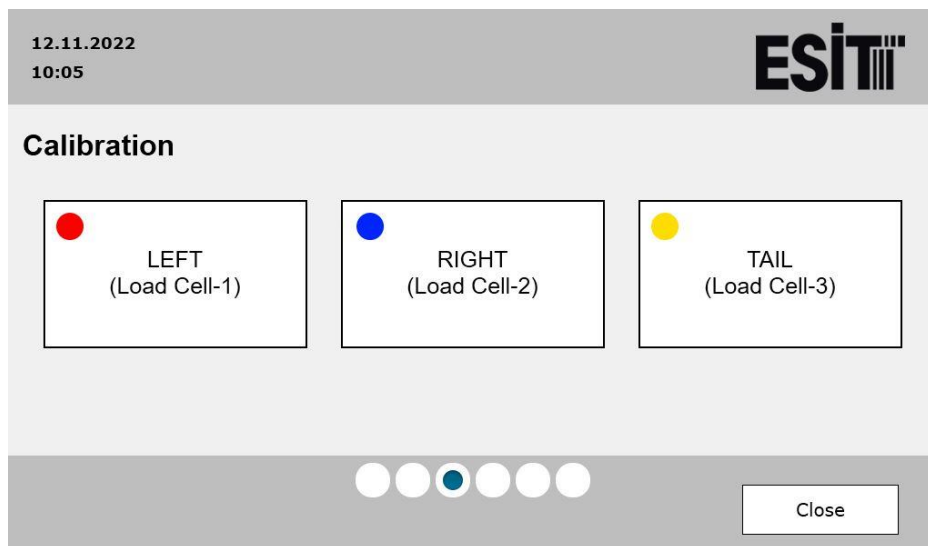 12.11.2022
10:05
ESİT
Calibration
LEFT
(Load Cell-1)
RIGHT
(Load Cell-2)
TAIL
(Load Cell-3)
Close